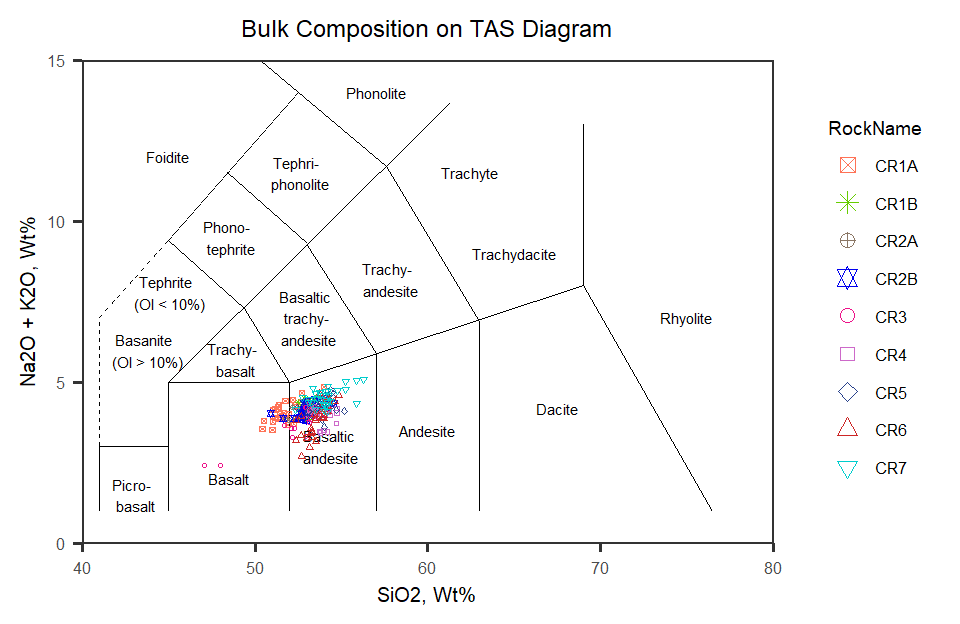 Bulk Composition on TAS Diagram
15
10
5
0
Na2O + K2O, Wt%
40
50
60
70
80
SiO2, Wt%
Phonolite
Foidite
Tephri-
phonolite
Trachyte
Phono-
tephrite
Trachydacite
Trachy-
andesite
Tephrite
(Ol < 10%)
Basaltic
trachy-
andesite
Rhyolite
Basanite
(Ol > 10%)
Trachy-
basalt
Dacite
Andesite
Basaltic
andesite
Basalt
Picro-
basalt
RockName
CR1A
CR1B
CR2A
CR2B
CR3
CR4
CR5
CR6
CR7